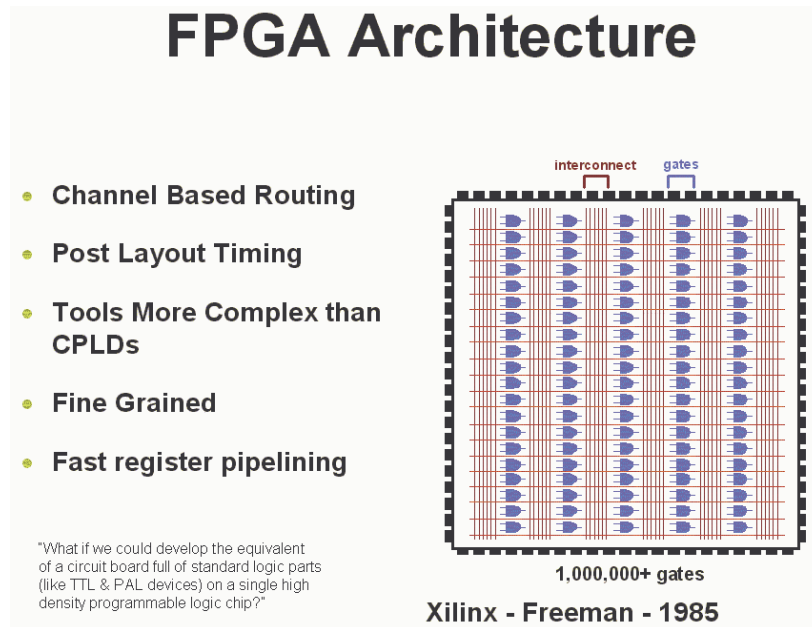 FPGA Architecture
Channel Based Routing
Post Layout Timing
Tools More Complex than
CPLDs
Fine Grained
Fast register pipelining
"What if we could develop the equivalent
of a circuit board full of standard logic parts
(like TTL & PAL devices) on a single high
density programmable logic chip?"
interconnect gates
1,000,000+ gates
Xilinx - Freeman - 1985